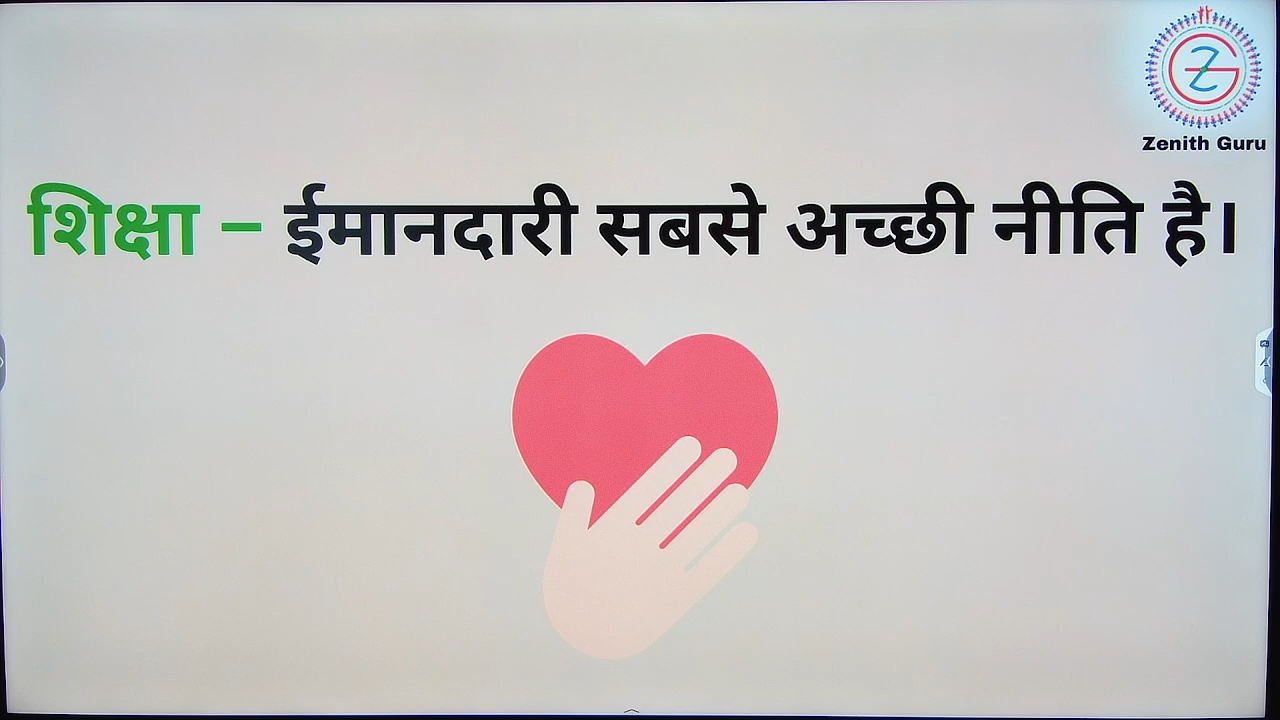 Zenith Guru
शिक्षा – ईमानदारी सबसे अच्छी नीति है।